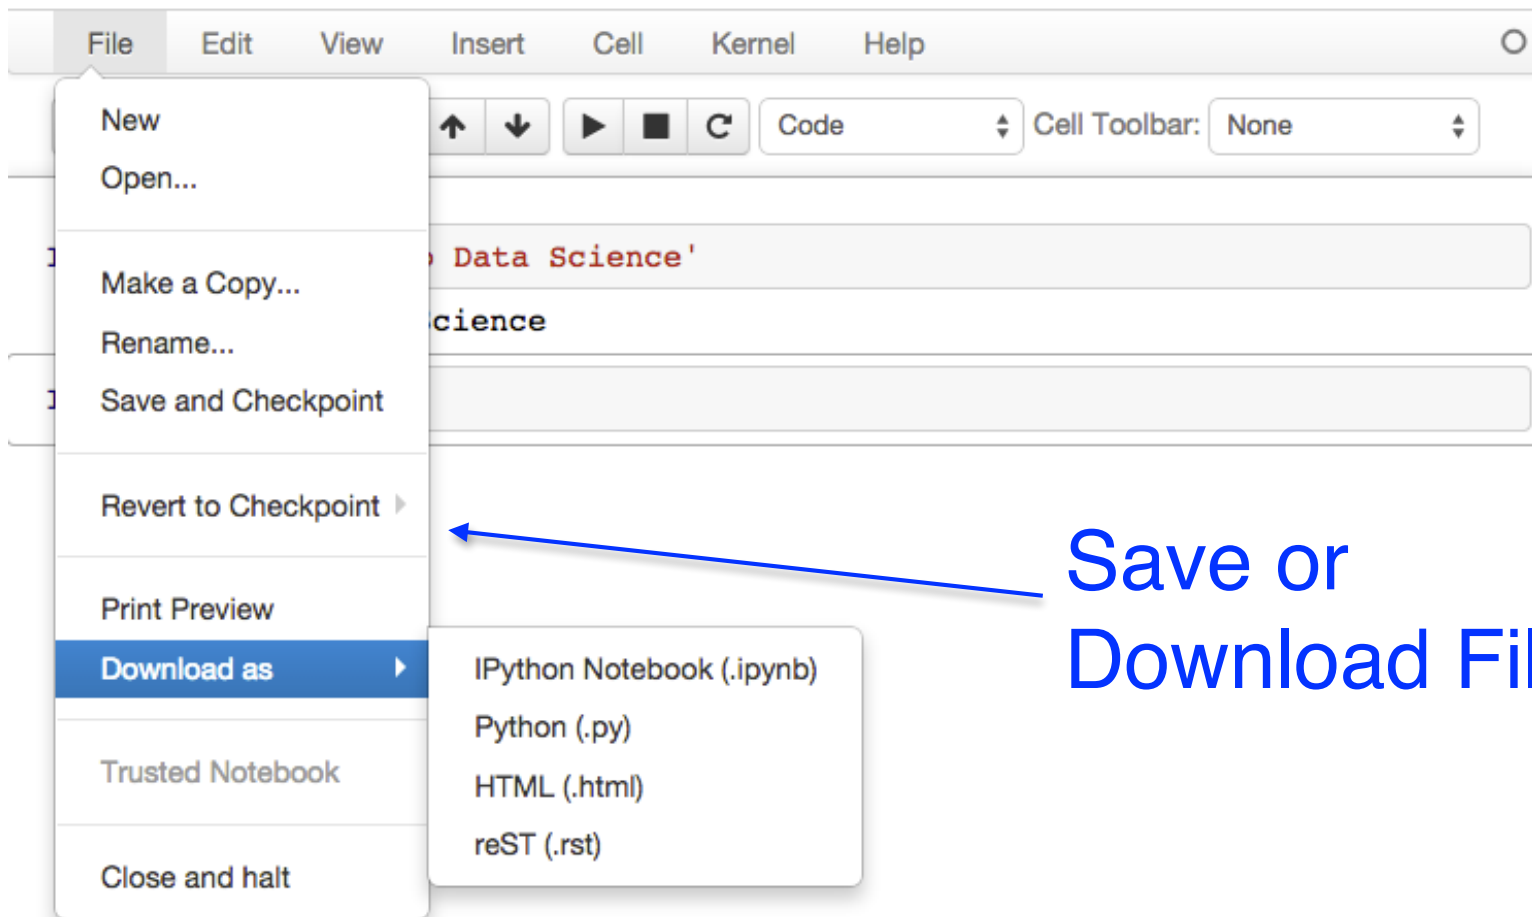 File Edit View Insert Cell Kernel Help
New
Code Cell Toolbar: None
Open...
Data Science'
Make a Copy...
Rename...
Save and Checkpoint
Revert to Checkpoint
Save or
Download
Print Preview
Download as
IPython Notebook (.ipynb)
Python (.py)
HTML (.html)
reST (.rst)
Trusted Notebook
Close and halt